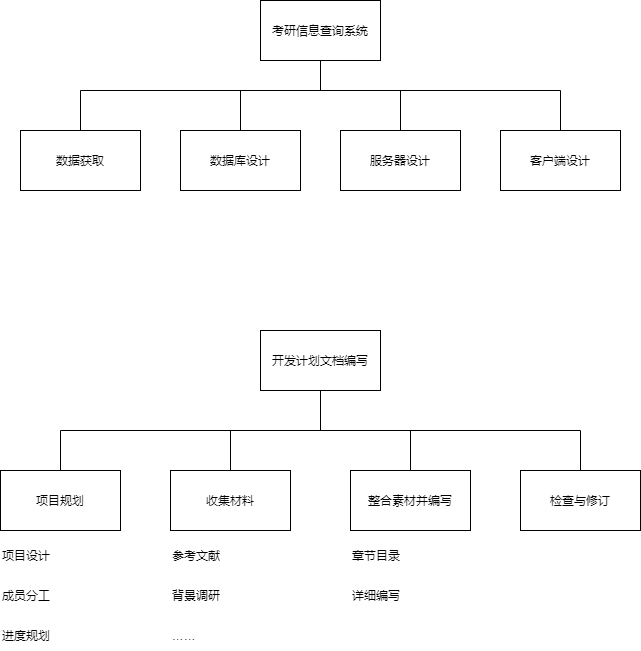 考研信息查询系统
数据获取
数据库设计
服务器设计
客户端设计
开发计划文档编写
项目规划
收集材料
整合素材并编写
检查与修订
项目设计
参考文献
章节目录
成员分工
背景调研
详细编写
进度规划
……